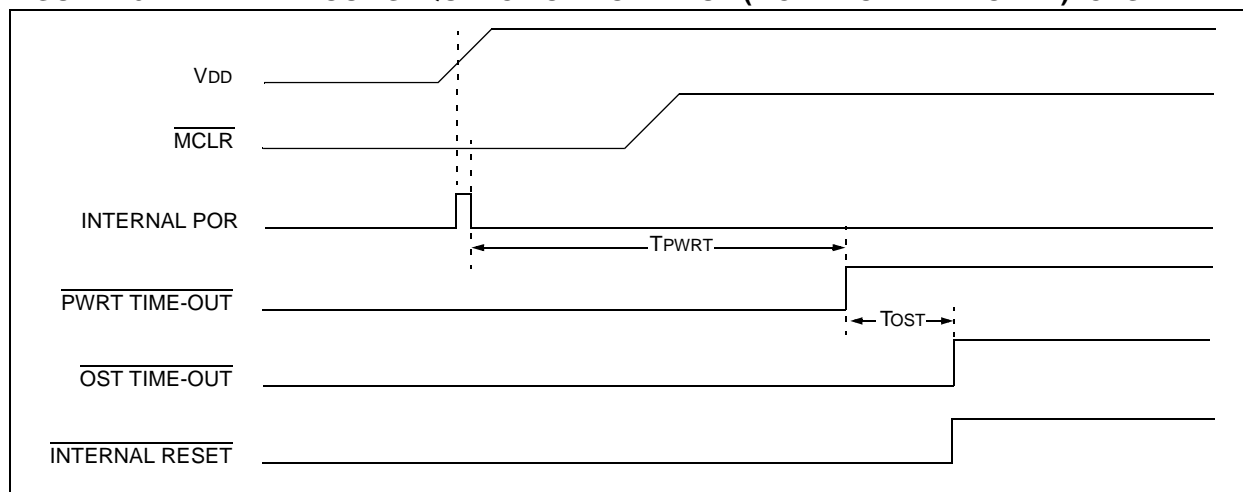 VDD
MCLR
INTERNAL POR
TPWRT
PWRT TIME-OUT
TOST
OST TIME-OUT
INTERNAL RESET